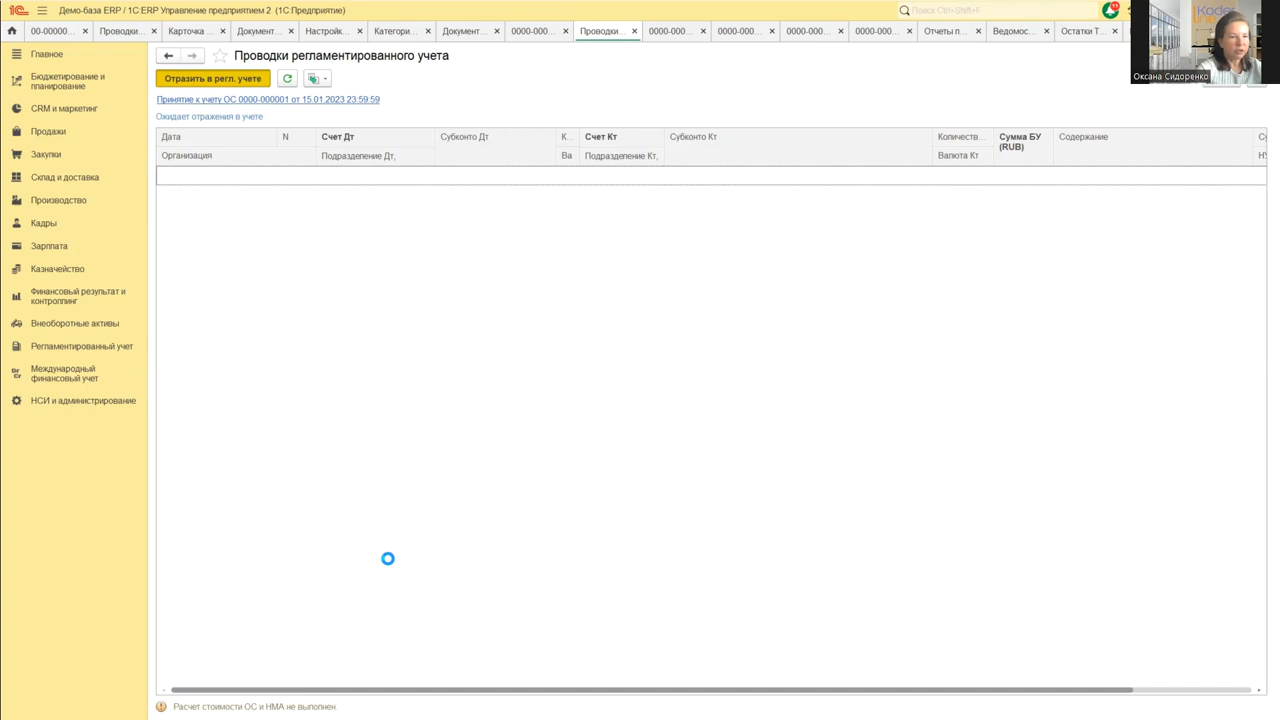 Демо-база ERP / 1С:ERP Управление предприятием 2 (1С:Предприятие)
Поиск Ctrl+Shift+F
11
00-00000...
Проводки...
Карточка ...
Документ...
Настройк...
Категори...
Документ...
0000-000...
Проводки...
0000-000...
0000-000...
0000-000...
0000-000...
Отчеты п...
Ведомос...
Остатки Т...
Оксана Сидоренко
Главное
Бюджетирование и
планирование
CRM и маркетинг
Продажи
Закупки
Склад и доставка
Производство
Кадры
Зарплата
Казначейство
Финансовый результат и
контроллинг
Внеоборотные активы
Регламентированный учет
Международный
финансовый учет
НСИ и администрирование
Проводки регламентированного учета
Отразить в регл. учете
Принятие к учету ОС 0000-000001 от 15.01.2023 23:59:59
Ожидает отражения в учете
Дата
N
Счет Дт
Субконто Дт
К...
Счет Кт
Субконто Кт
Количеств...
Сумма БУ
(RUB)
Содержание
Организация
Подразделение Дт,
Ва
Подразделение Кт,
Валюта Кт
Расчет стоимости ОС и НМА не выполнен.